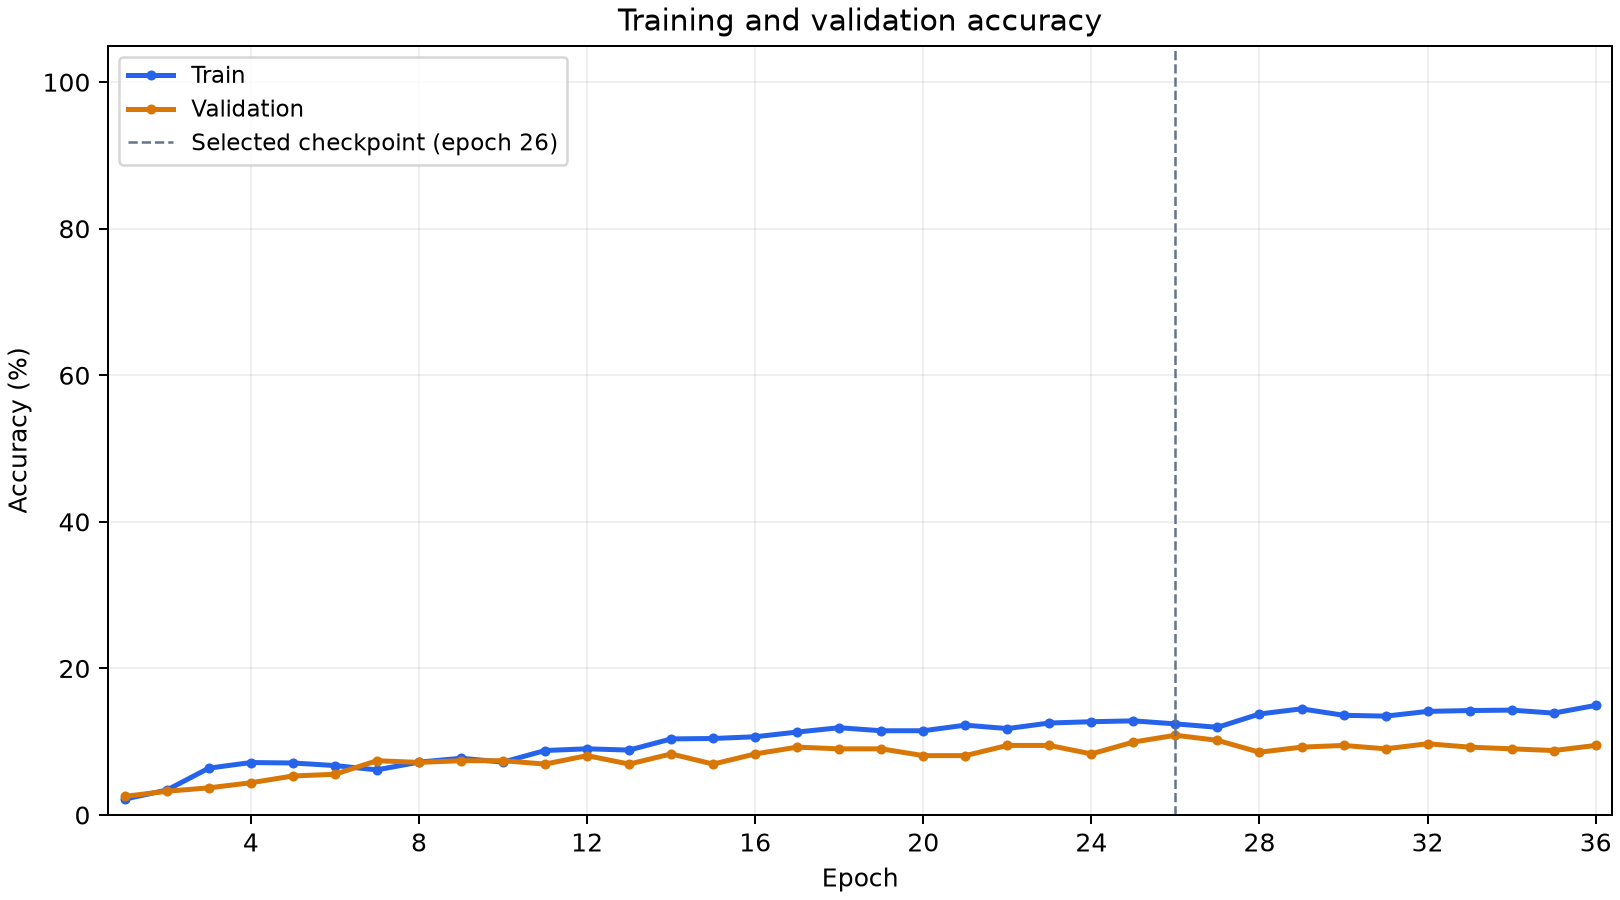 Training and validation accuracy
Train
Validation
Selected checkpoint (epoch 26)
Accuracy (%)
100
80
60
40
20
0
4 8 12 16 20 24 28 32 36
Epoch